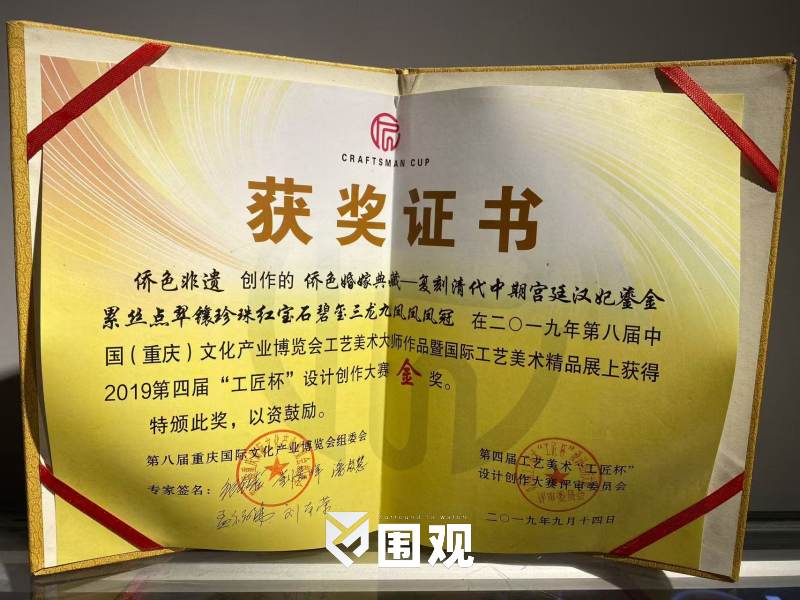 CRAFTSMAN CUP
获奖证书
侨色非遗 创作的 侨色婚嫁典藏—复刻清代中期宫廷汉妃鎏金
累丝点翠镶珍珠红宝石碧玺三龙九凤凤凤冠 在二〇一九年第八届中
国(重庆)文化产业博览会工艺美术大师作品暨国际工艺美术精品展上获得
2019第四届“工匠杯”设计创作大赛 金 奖。
特颁此奖，以资鼓励。
第八届重庆国际文化产业博览会组委会
专家签名：
第四届工艺美术“工匠杯”
设计创作大赛评审委员会
二〇一九年九月十四日
surround to watch
围观